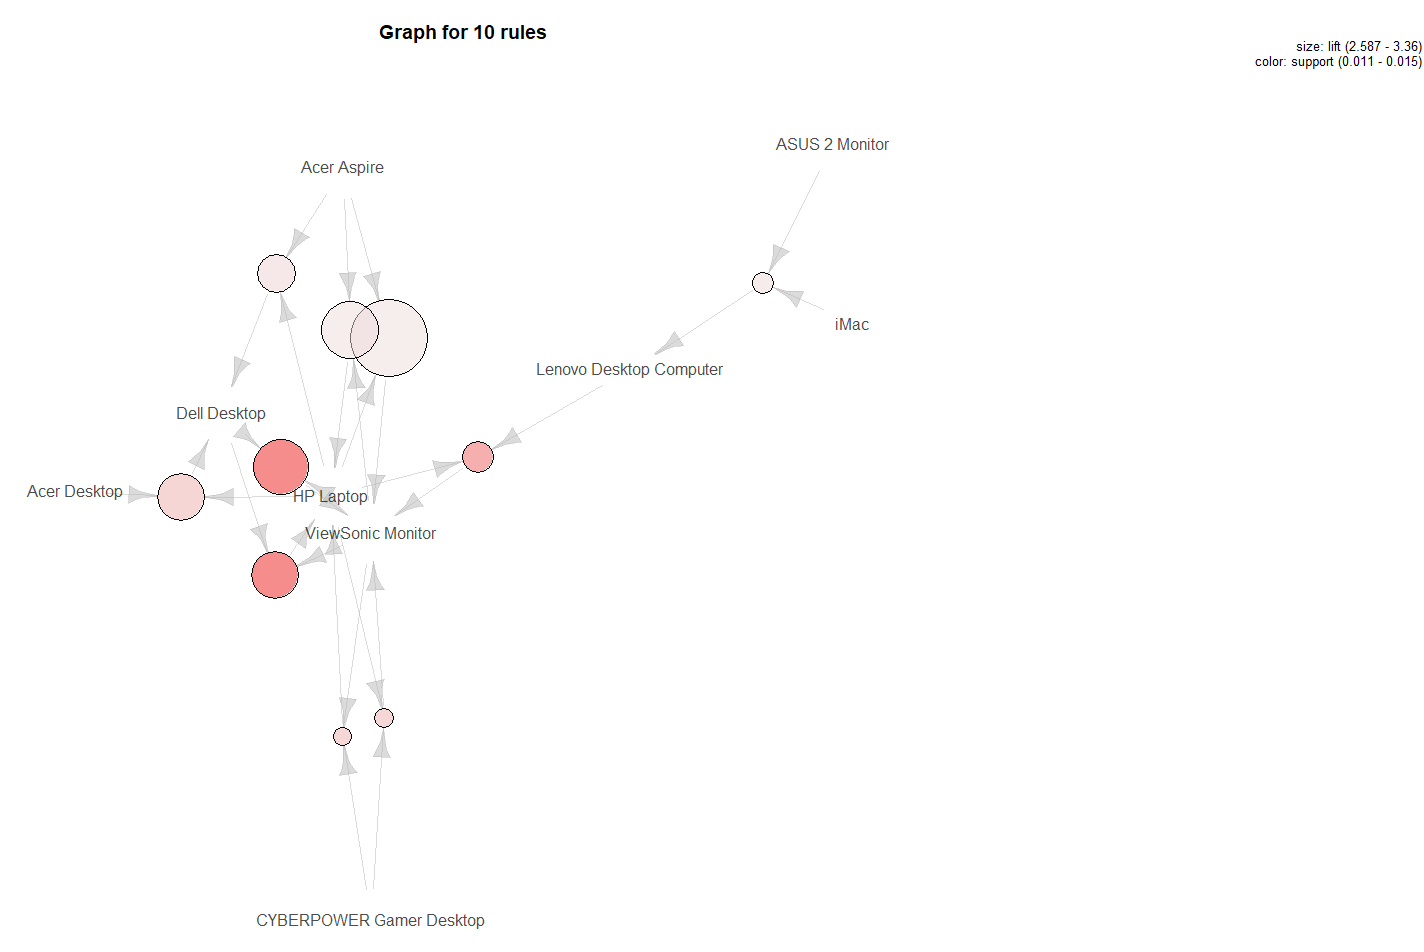 Graph for 10 rules
size: lift (2.587 - 3.36)
color: support (0.011 - 0.015)
ASUS 2 Monitor
Acer Aspire
iMac
Lenovo Desktop Computer
Dell Desktop
Acer Desktop
HP Laptop
ViewSonic Monitor
CYBERPOWER Gamer Desktop